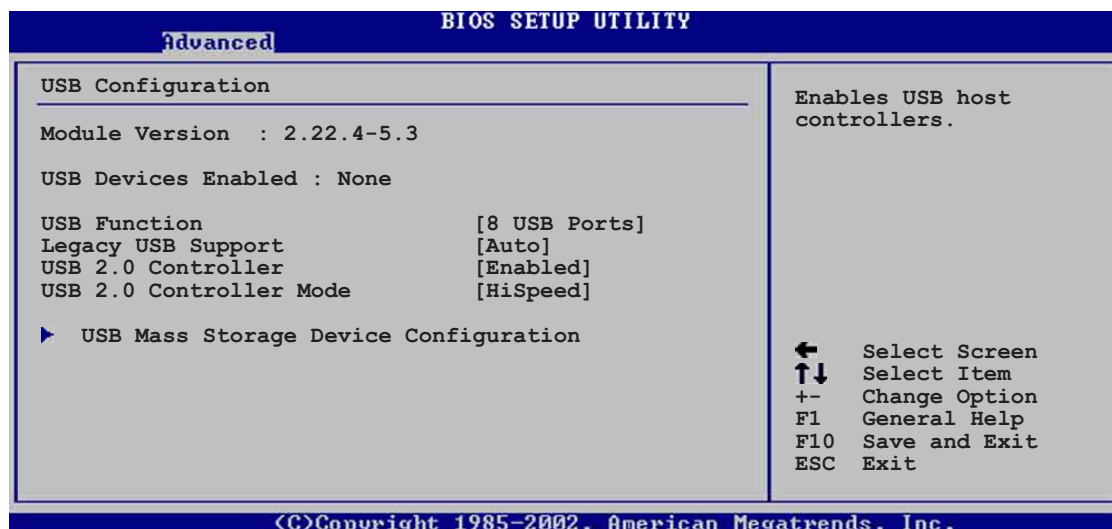 BIOS SETUP UTILITY
Advanced
USB Configuration
Module Version : 2.22.4-5.3
USB Devices Enabled : None
USB Function [8 USB Ports]
Legacy USB Support [Auto]
USB 2.0 Controller [Enabled]
USB 2.0 Controller Mode [HiSpeed]
USB Mass Storage Device Configuration
Enables USB host
controllers.
← Select Screen
↑↓ Select Item
+- Change Option
F1 General Help
F10 Save and Exit
ESC Exit
(C)Copyright 1985-2002, American Megatrends, Inc.